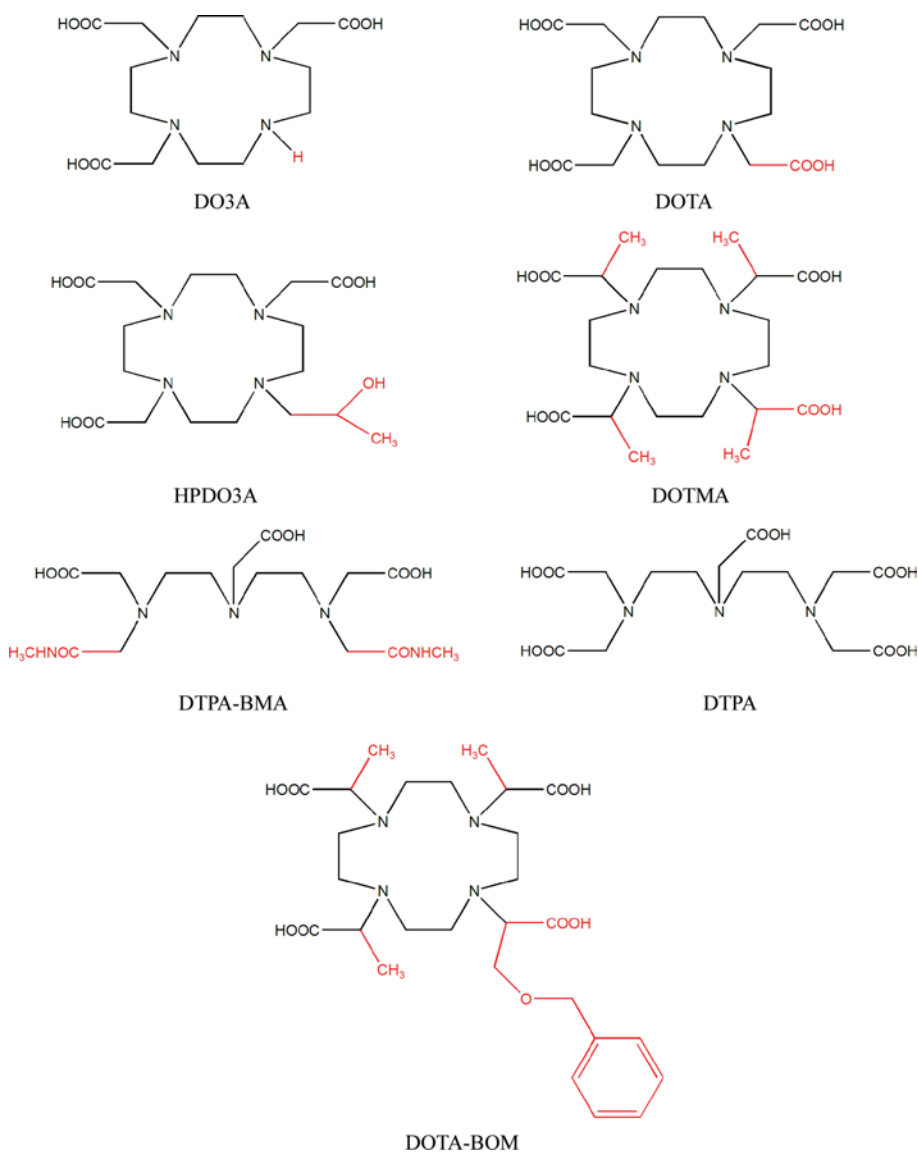 HOOC COOH
N N
N N
H
HOOC
DO3A
HOOC COOH
N N
N N
HOOC COOH
DOTA
HOOC COOH
N N
N N
OH
HOOC
CH₃
HPDO3A
CH₃ H₃C
HOOC COOH
N N
N N
HOOC COOH
CH₃ H₃C
DOTMA
COOH
HOOC COOH
N N N
H₃CHNOC CONHCH₃
DTPA-BMA
COOH
HOOC COOH
N N N
HOOC COOH
DTPA
CH₃ H₃C
HOOC COOH
N N
N N
HOOC COOH
CH₃
O
DOTA-BOM